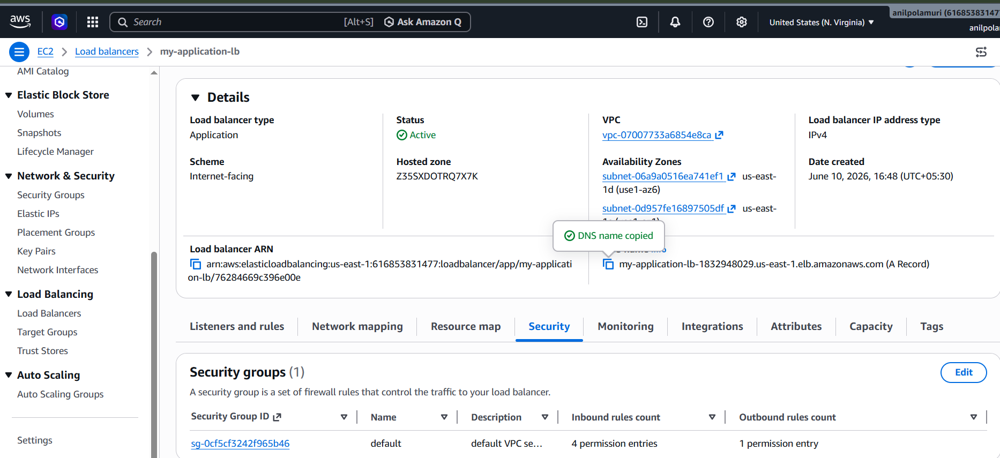 aws
Search [Alt+S] Ask Amazon Q
United States (N. Virginia)
anilpolamuri (616853831477
anilpolar
EC2 > Load balancers > my-application-lb
AMI Catalog
Elastic Block Store
Volumes
Snapshots
Lifecycle Manager
Network & Security
Security Groups
Elastic IPs
Placement Groups
Key Pairs
Network Interfaces
Load Balancing
Load Balancers
Target Groups
Trust Stores
Auto Scaling
Auto Scaling Groups
Settings
Details
Load balancer type
Application
Status
Active
VPC
vpc-07007733a6854e8ca
Load balancer IP address type
IPv4
Scheme
Internet-facing
Hosted zone
Z35SXDOTRQ7X7K
Availability Zones
subnet-06a9a0516ea741ef1 us-east-
1d (use1-az6)
subnet-0d957fe16897505df us-east-
Date created
June 10, 2026, 16:48 (UTC+05:30)
DNS name copied
Load balancer ARN
arn:aws:elasticloadbalancing:us-east-1:616853831477:loadbalancer/app/my-applicati
on-lb/76284669c396e00e
my-application-lb-1832948029.us-east-1.elb.amazonaws.com (A Record)
Listeners and rules Network mapping Resource map Security Monitoring Integrations Attributes Capacity Tags
Security groups (1)
Edit
A security group is a set of firewall rules that control the traffic to your load balancer.
Security Group ID Name Description Inbound rules count Outbound rules count
sg-0cf5cf3242f965b46 default default VPC se... 4 permission entries 1 permission entry